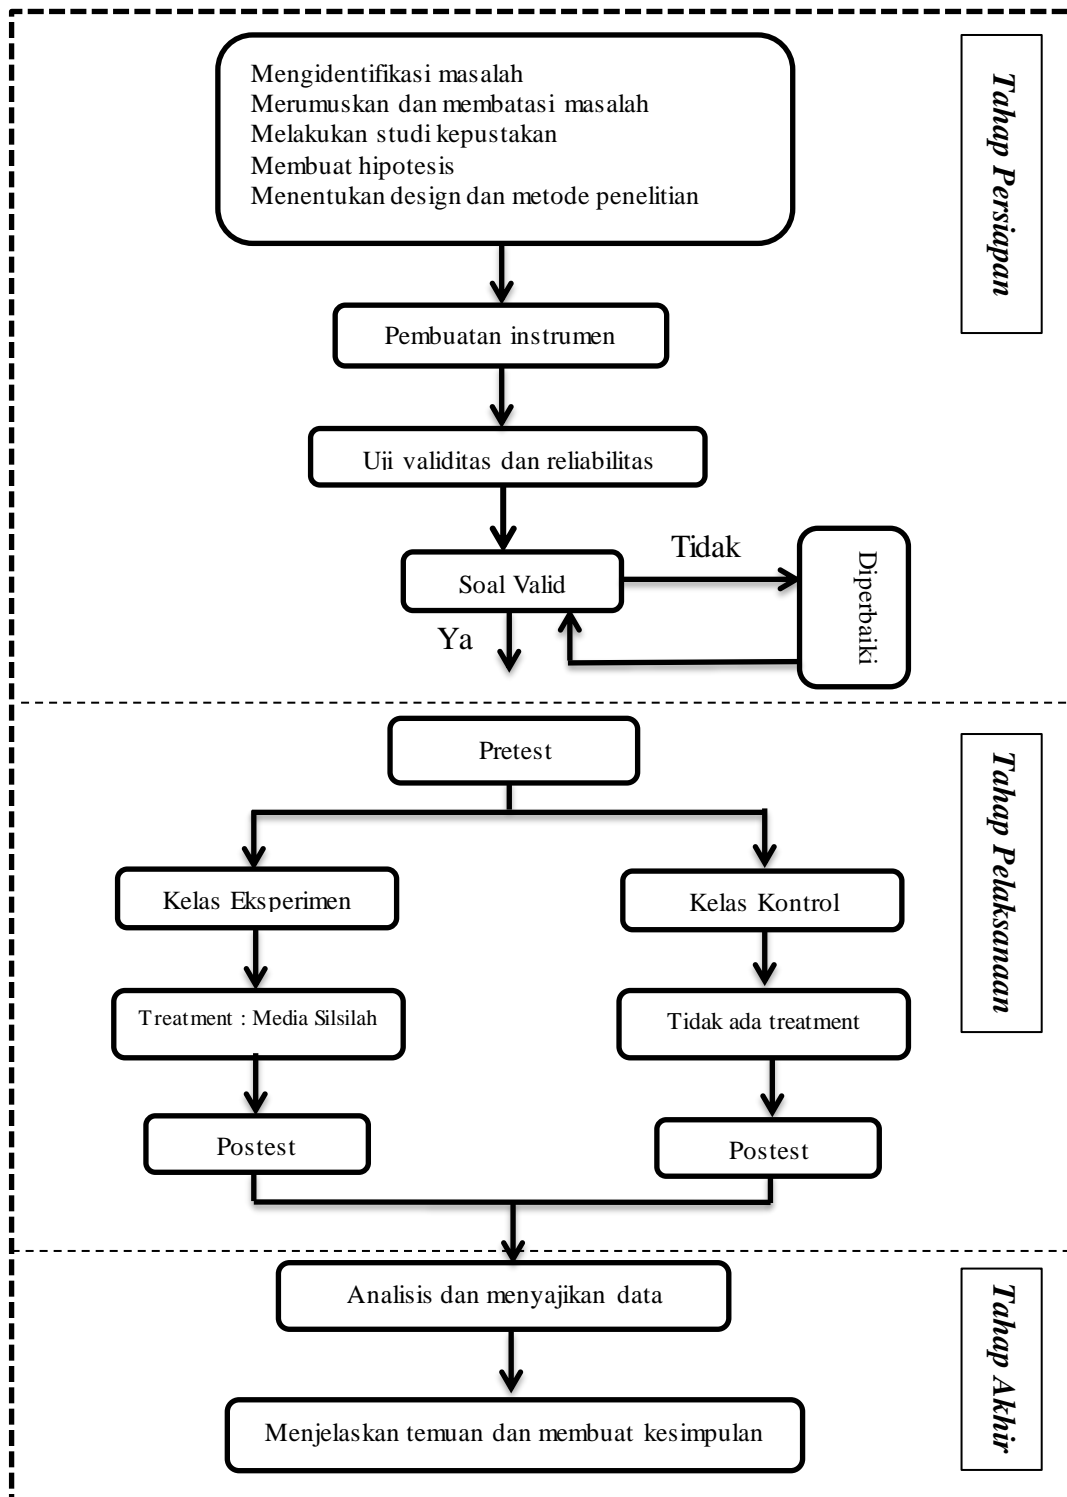 Mengidentifikasi masalah
Merumuskan dan membatasi masalah
Melakukan studi kepustakan
Membuat hipotesis
Menentukan design dan metode penelitian
Tahap Persiapan
Pembuatan instrumen
Uji validitas dan reliabilitas
Tidak
Soal Valid
Diperbaiki
Ya
Pretest
Tahap Pelaksanaan
Kelas Eksperimen
Kelas Kontrol
Treatment : Media Silsilah
Tidak ada treatment
Postest
Postest
Analisis dan menyajikan data
Tahap Akhir
Menjelaskan temuan dan membuat kesimpulan